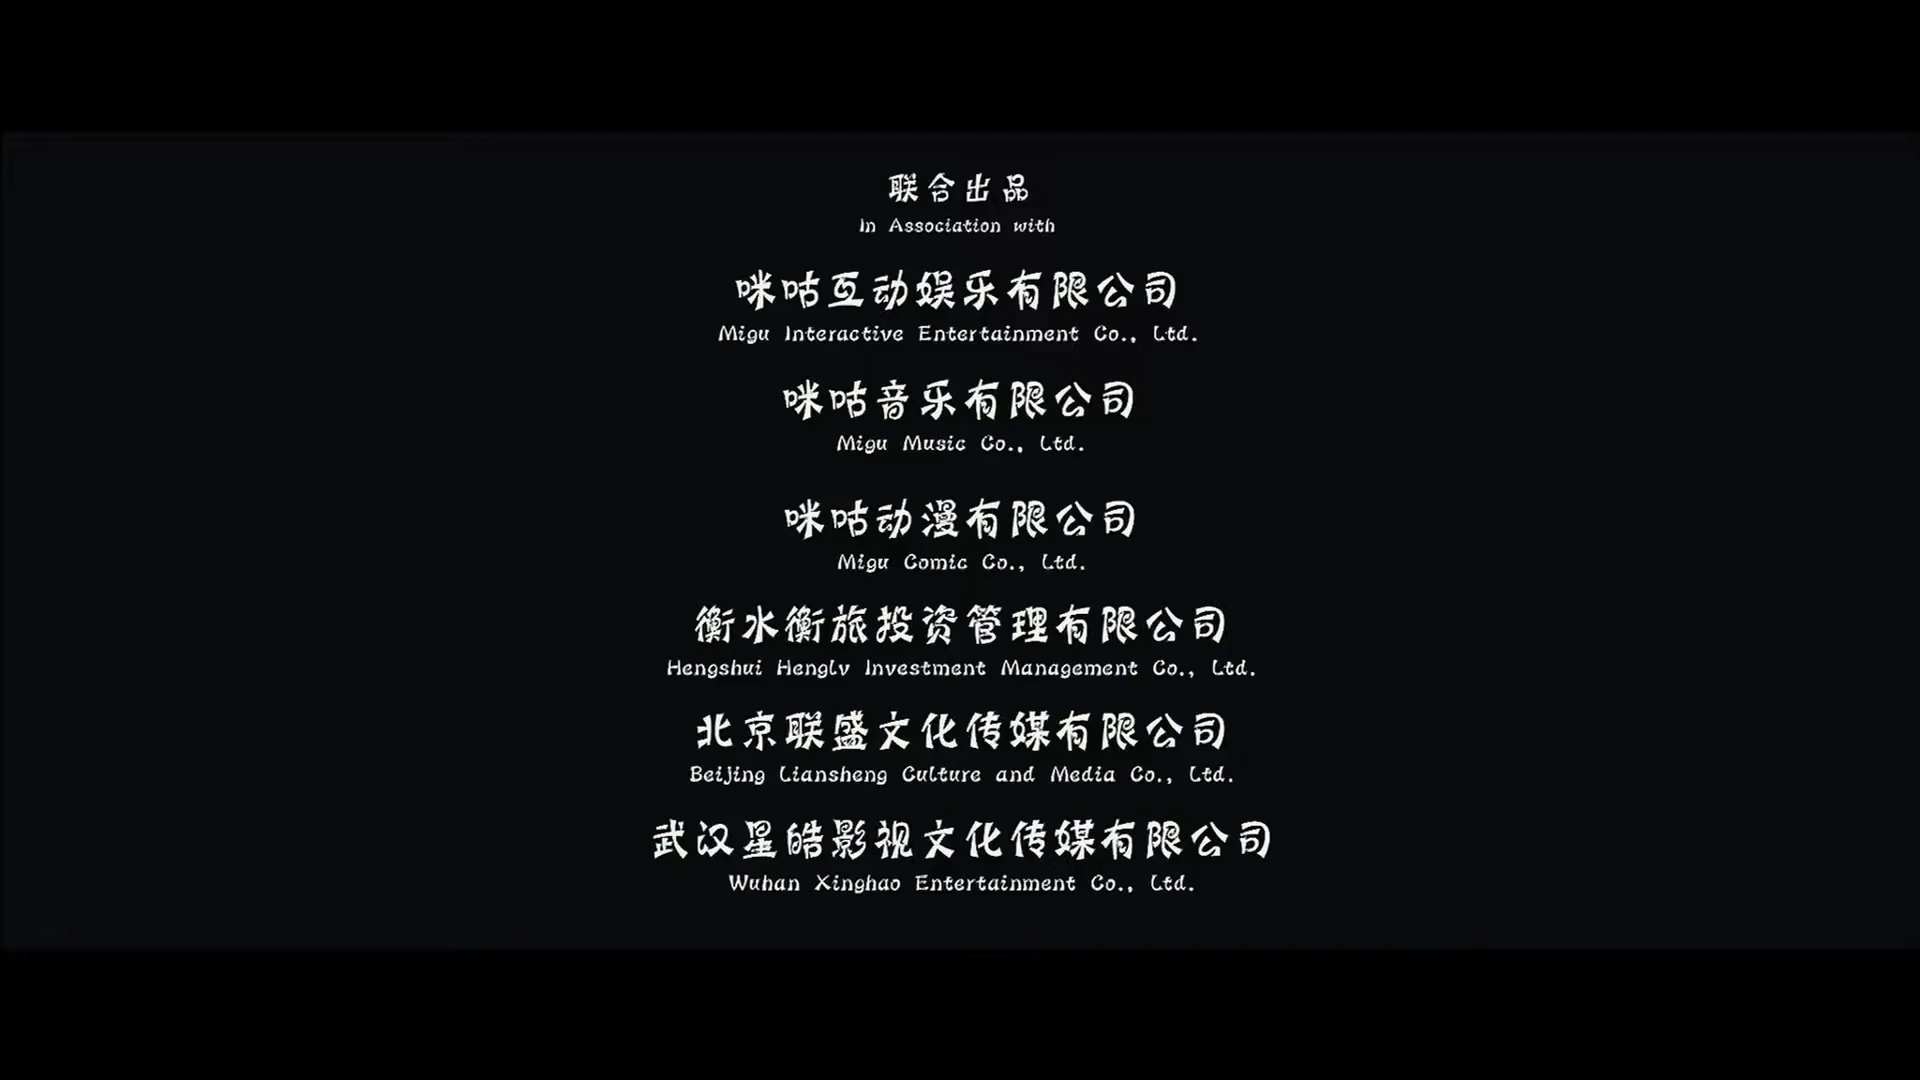 联合出品
In Association with
咪咕互动娱乐有限公司
Migu Interactive Entertainment Co., Ltd.
咪咕音乐有限公司
Migu Music Co., Ltd.
咪咕动漫有限公司
Migu Comic Co., Ltd.
衡水衡旅投资管理有限公司
Hengshui Henglv Investment Management Co., Ltd.
北京联盛文化传媒有限公司
Beijing Liansheng Culture and Media Co., Ltd.
武汉星皓影视文化传媒有限公司
Wuhan Xinghao Entertainment Co., Ltd.